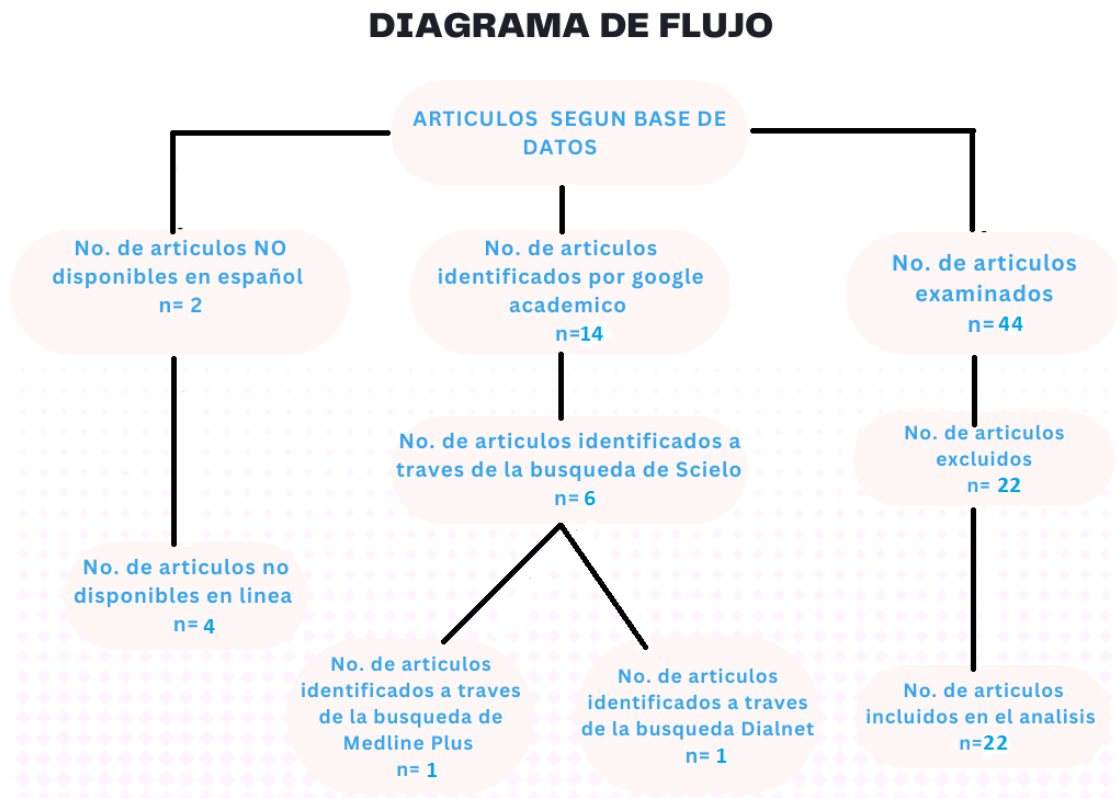 DIAGRAMA DE FLUJO
ARTICULOS SEGUN BASE DE
DATOS
No. de articulos NO
disponibles en español
n= 2
No. de articulos no
disponibles en linea
n= 4
No. de articulos
identificados por google
academico
n=14
No. de articulos identificados a
traves de la busqueda de Scielo
n= 6
No. de articulos
identificados a traves
de la busqueda de
Medline Plus
n= 1
No. de articulos
identificados a traves
de la busqueda Dialnet
n= 1
No. de articulos
examinados
n= 44
No. de articulos
excluidos
n= 22
No. de articulos
incluidos en el analisis
n=22